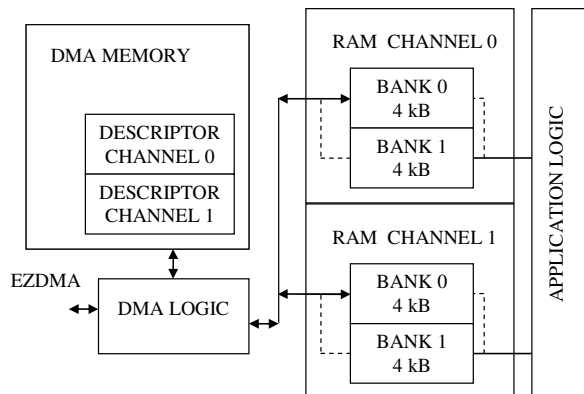 DMA MEMORY
DESCRIPTOR
CHANNEL 0
DESCRIPTOR
CHANNEL 1
EZDMA
DMA LOGIC
RAM CHANNEL 0
BANK 0
4 kB
BANK 1
4 kB
RAM CHANNEL 1
BANK 0
4 kB
BANK 1
4 kB
APPLICATION LOGIC